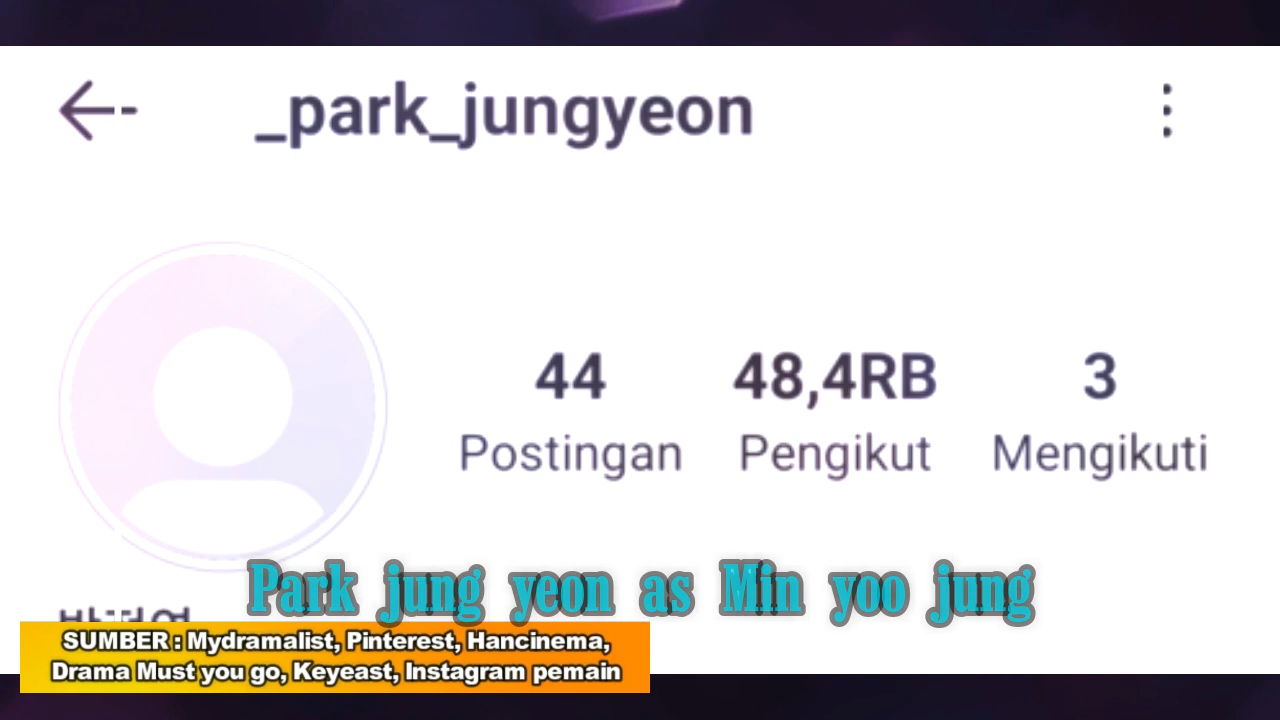 _park_jungyeon
44 48,4RB 3
Postingan Pengikut Mengikuti
Park jung yeon as Min yoo jung
SUMBER : Mydramalist, Pinterest, Hancinema,
Drama Must you go, Keyeast, Instagram pemain